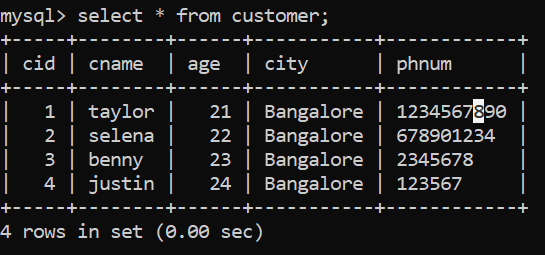 mysql> select * from customer;
+-----+--------+------+-----------+------------+
| cid | cname  | age  | city      | phnum      |
+-----+--------+------+-----------+------------+
|   1 | taylor |   21 | Bangalore | 1234567890 |
|   2 | selena |   22 | Bangalore | 678901234  |
|   3 | benny  |   23 | Bangalore | 2345678    |
|   4 | justin |   24 | Bangalore | 123567     |
+-----+--------+------+-----------+------------+
4 rows in set (0.00 sec)